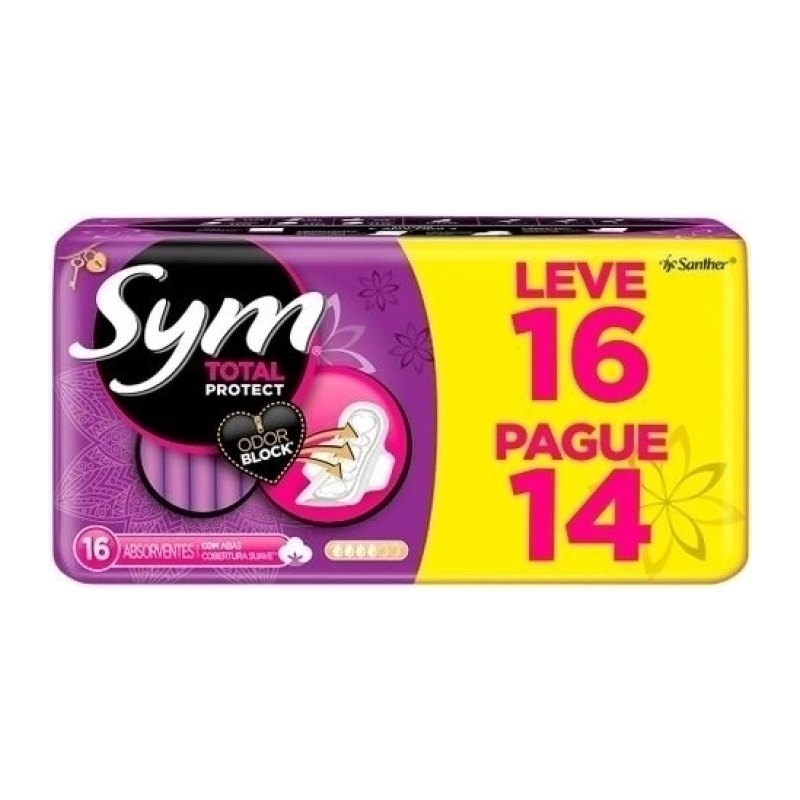 Sym
TOTAL
PROTECT
ODOR
BLOCK
16 ABSORVENTES
COM ABAS
COBERTURA SUAVE
LEVE
16
PAGUE
14
Santher®